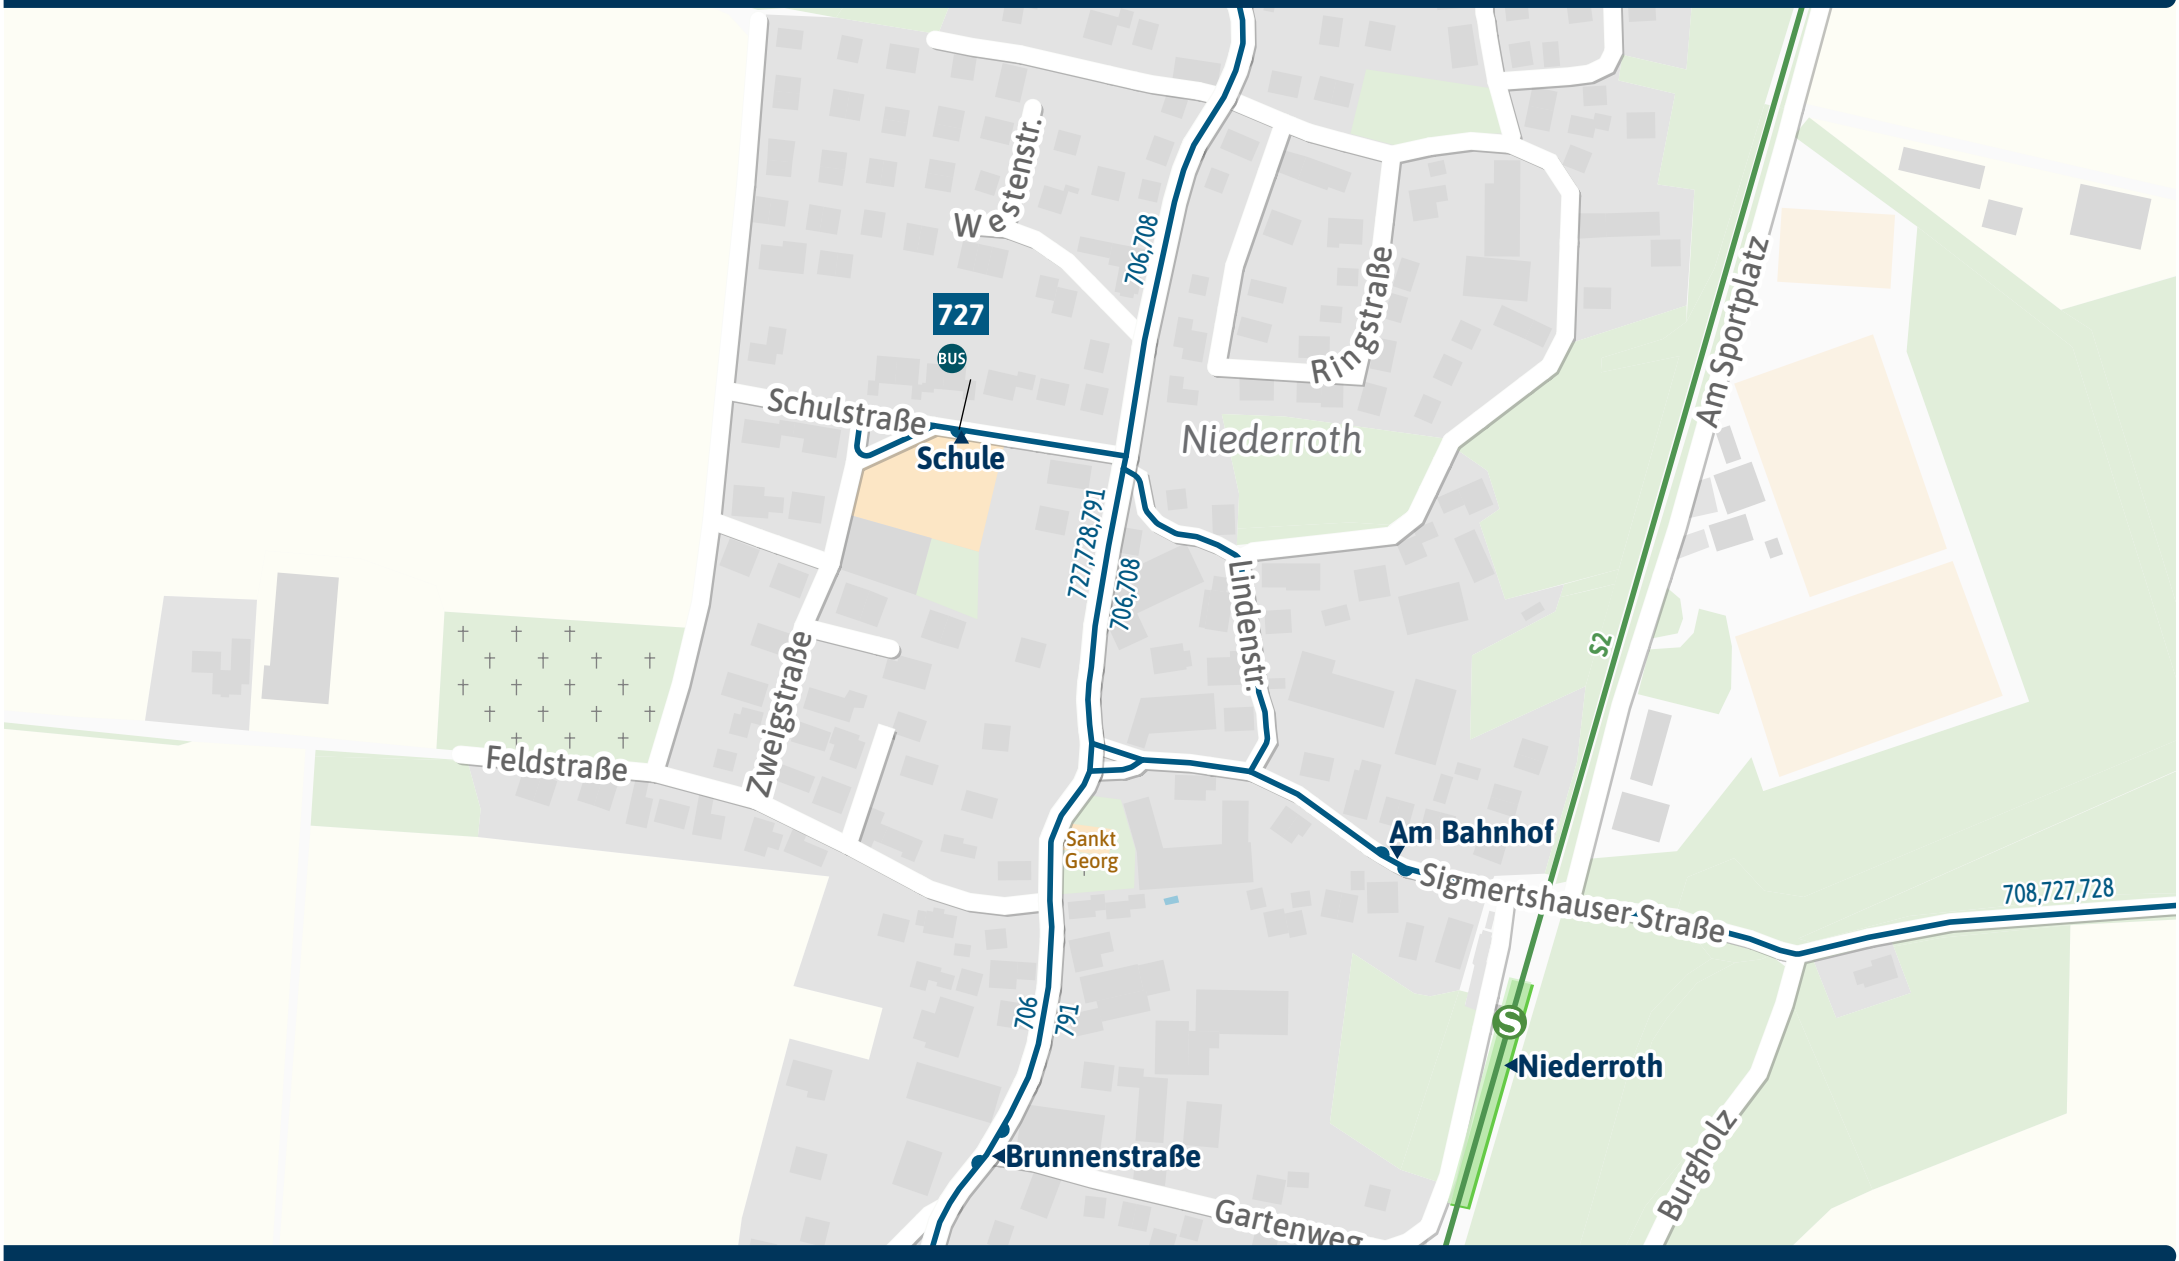 Westenstr.
706,708
727
BUS
Schulstraße
Schule
Niederroth
Ringstraße
Am Sportplatz
727,728,791
706,708
Lindenstr.
S2
Zweigstraße
Feldstraße
Sankt
Georg
Am Bahnhof
Sigmertshauser Straße
708,727,728
706
791
S
Niederroth
Brunnenstraße
Burgholz
Gartenweg